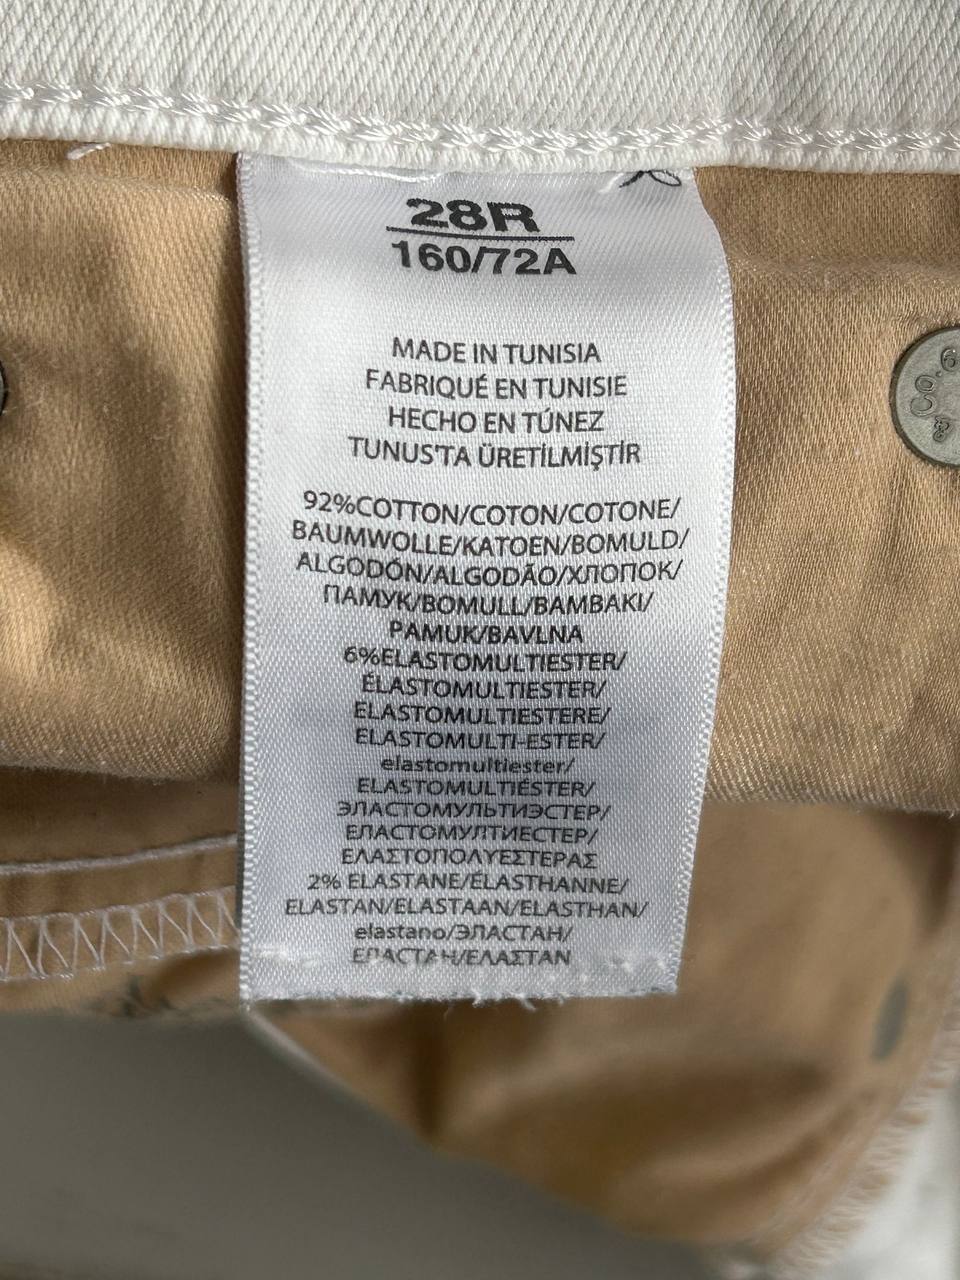 28R
160/72A
MADE IN TUNISIA
FABRIQUÉ EN TUNISIE
HECHO EN TÚNEZ
TUNUS'TA ÜRETİLMİŞTİR
92%COTTON/COTON/COTONE/
BAUMWOLLE/KATOEN/BOMULD/
ALGODÓN/ALGODÃO/ХЛОПОК/
ПАМУК/BOMULL/BAMBAKI/
PAMUK/BAVLNA
6%ELASTOMULTIESTER/
ÉLASTOMULTIESTER/
ELASTOMULTIESTERE/
ELASTOMULTI-ESTER/
elastomultiester/
ELASTOMULTIÉSTER/
ЭЛАСТОМУЛЬТИЭСТЕР/
ЕЛАСТОМУЛТИЕСТЕР/
ΕΛΑΣΤΟΠΟΛΥΕΣΤΕΡΑΣ
2% ELASTANE/ÉLASTHANNE/
ELASTAN/ELASTAAN/ELASTHAN/
elastano/ЭЛАСТАН/
ЕЛАСТАН/ΕΛΑΣΤΑΝ
& Co. 6